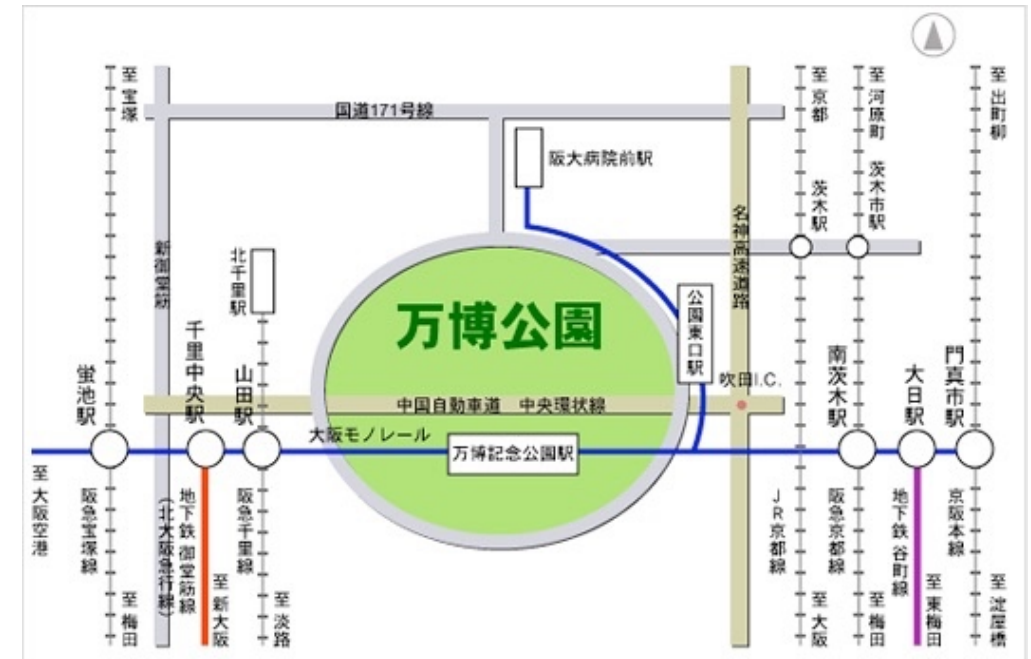 至 宝塚
国道171号線
阪大病院前駅
至 京都
至 河原町
至 出町柳
茨木駅
茨木市駅
新御堂筋
北千里駅
名神高速道路
万博公園
公園東口駅
吹田I.C.
蛍池駅
千里中央駅
山田駅
中国自動車道 中央環状線
南茨木駅
大日駅
門真市駅
大阪モノレール
万博記念公園駅
至 大阪空港
阪急宝塚線
至 梅田
(北大阪急行線)
地下鉄 御堂筋線
至 新大阪
阪急千里線
至 淡路
JR京都線
至 大阪
阪急京都線
至 梅田
地下鉄 谷町線
至 東梅田
京阪本線
至 淀屋橋